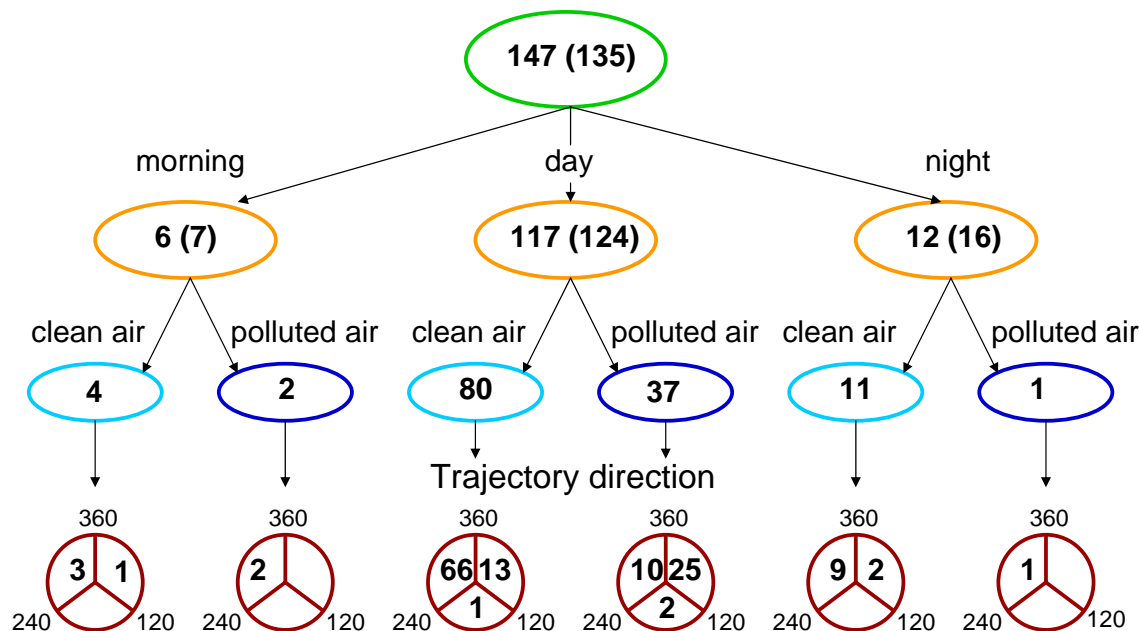 147 (135)
morning day night
6 (7) 117 (124) 12 (16)
clean air polluted air clean air polluted air clean air polluted air
4 2 80 37 11 1
Trajectory direction
360 360 360 360 360 360
3 1 2 66 13 10 25 9 2 1
1 2
240 120 240 120 240 120 240 120 240 120 240 120